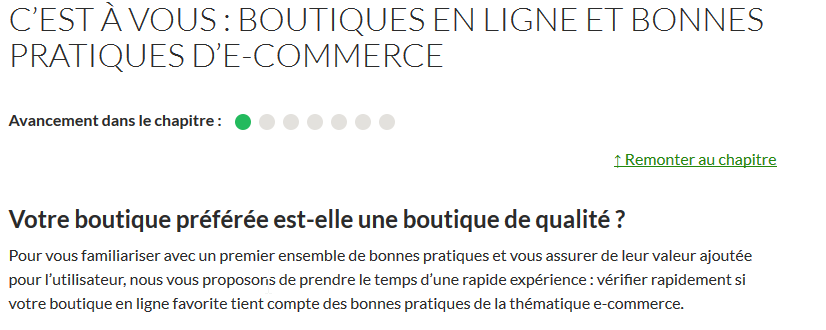 C’EST À VOUS : BOUTIQUES EN LIGNE ET BONNES
PRATIQUES D’E-COMMERCE
Avancement dans le chapitre :
↑ Remonter au chapitre
Votre boutique préférée est-elle une boutique de qualité ?
Pour vous familiariser avec un premier ensemble de bonnes pratiques et vous assurer de leur valeur ajoutée
pour l’utilisateur, nous vous proposons de prendre le temps d’une rapide expérience : vérifier rapidement si
votre boutique en ligne favorite tient compte des bonnes pratiques de la thématique e-commerce.